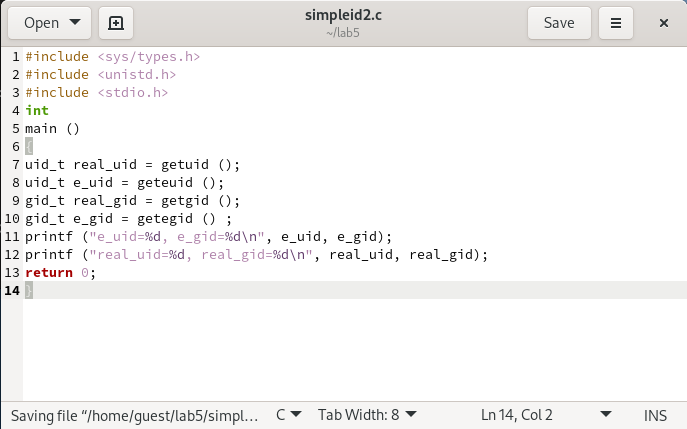 Open
simpleid2.c
~/lab5
Save
1 #include <sys/types.h>
2 #include <unistd.h>
3 #include <stdio.h>
4 int
5 main ()
6 {
7 uid_t real_uid = getuid ();
8 uid_t e_uid = geteuid ();
9 gid_t real_gid = getgid ();
10 gid_t e_gid = getegid () ;
11 printf ("e_uid=%d, e_gid=%d\n", e_uid, e_gid);
12 printf ("real_uid=%d, real_gid=%d\n", real_uid, real_gid);
13 return 0;
14 }
Saving file “/home/guest/lab5/simpl… C Tab Width: 8 Ln 14, Col 2 INS